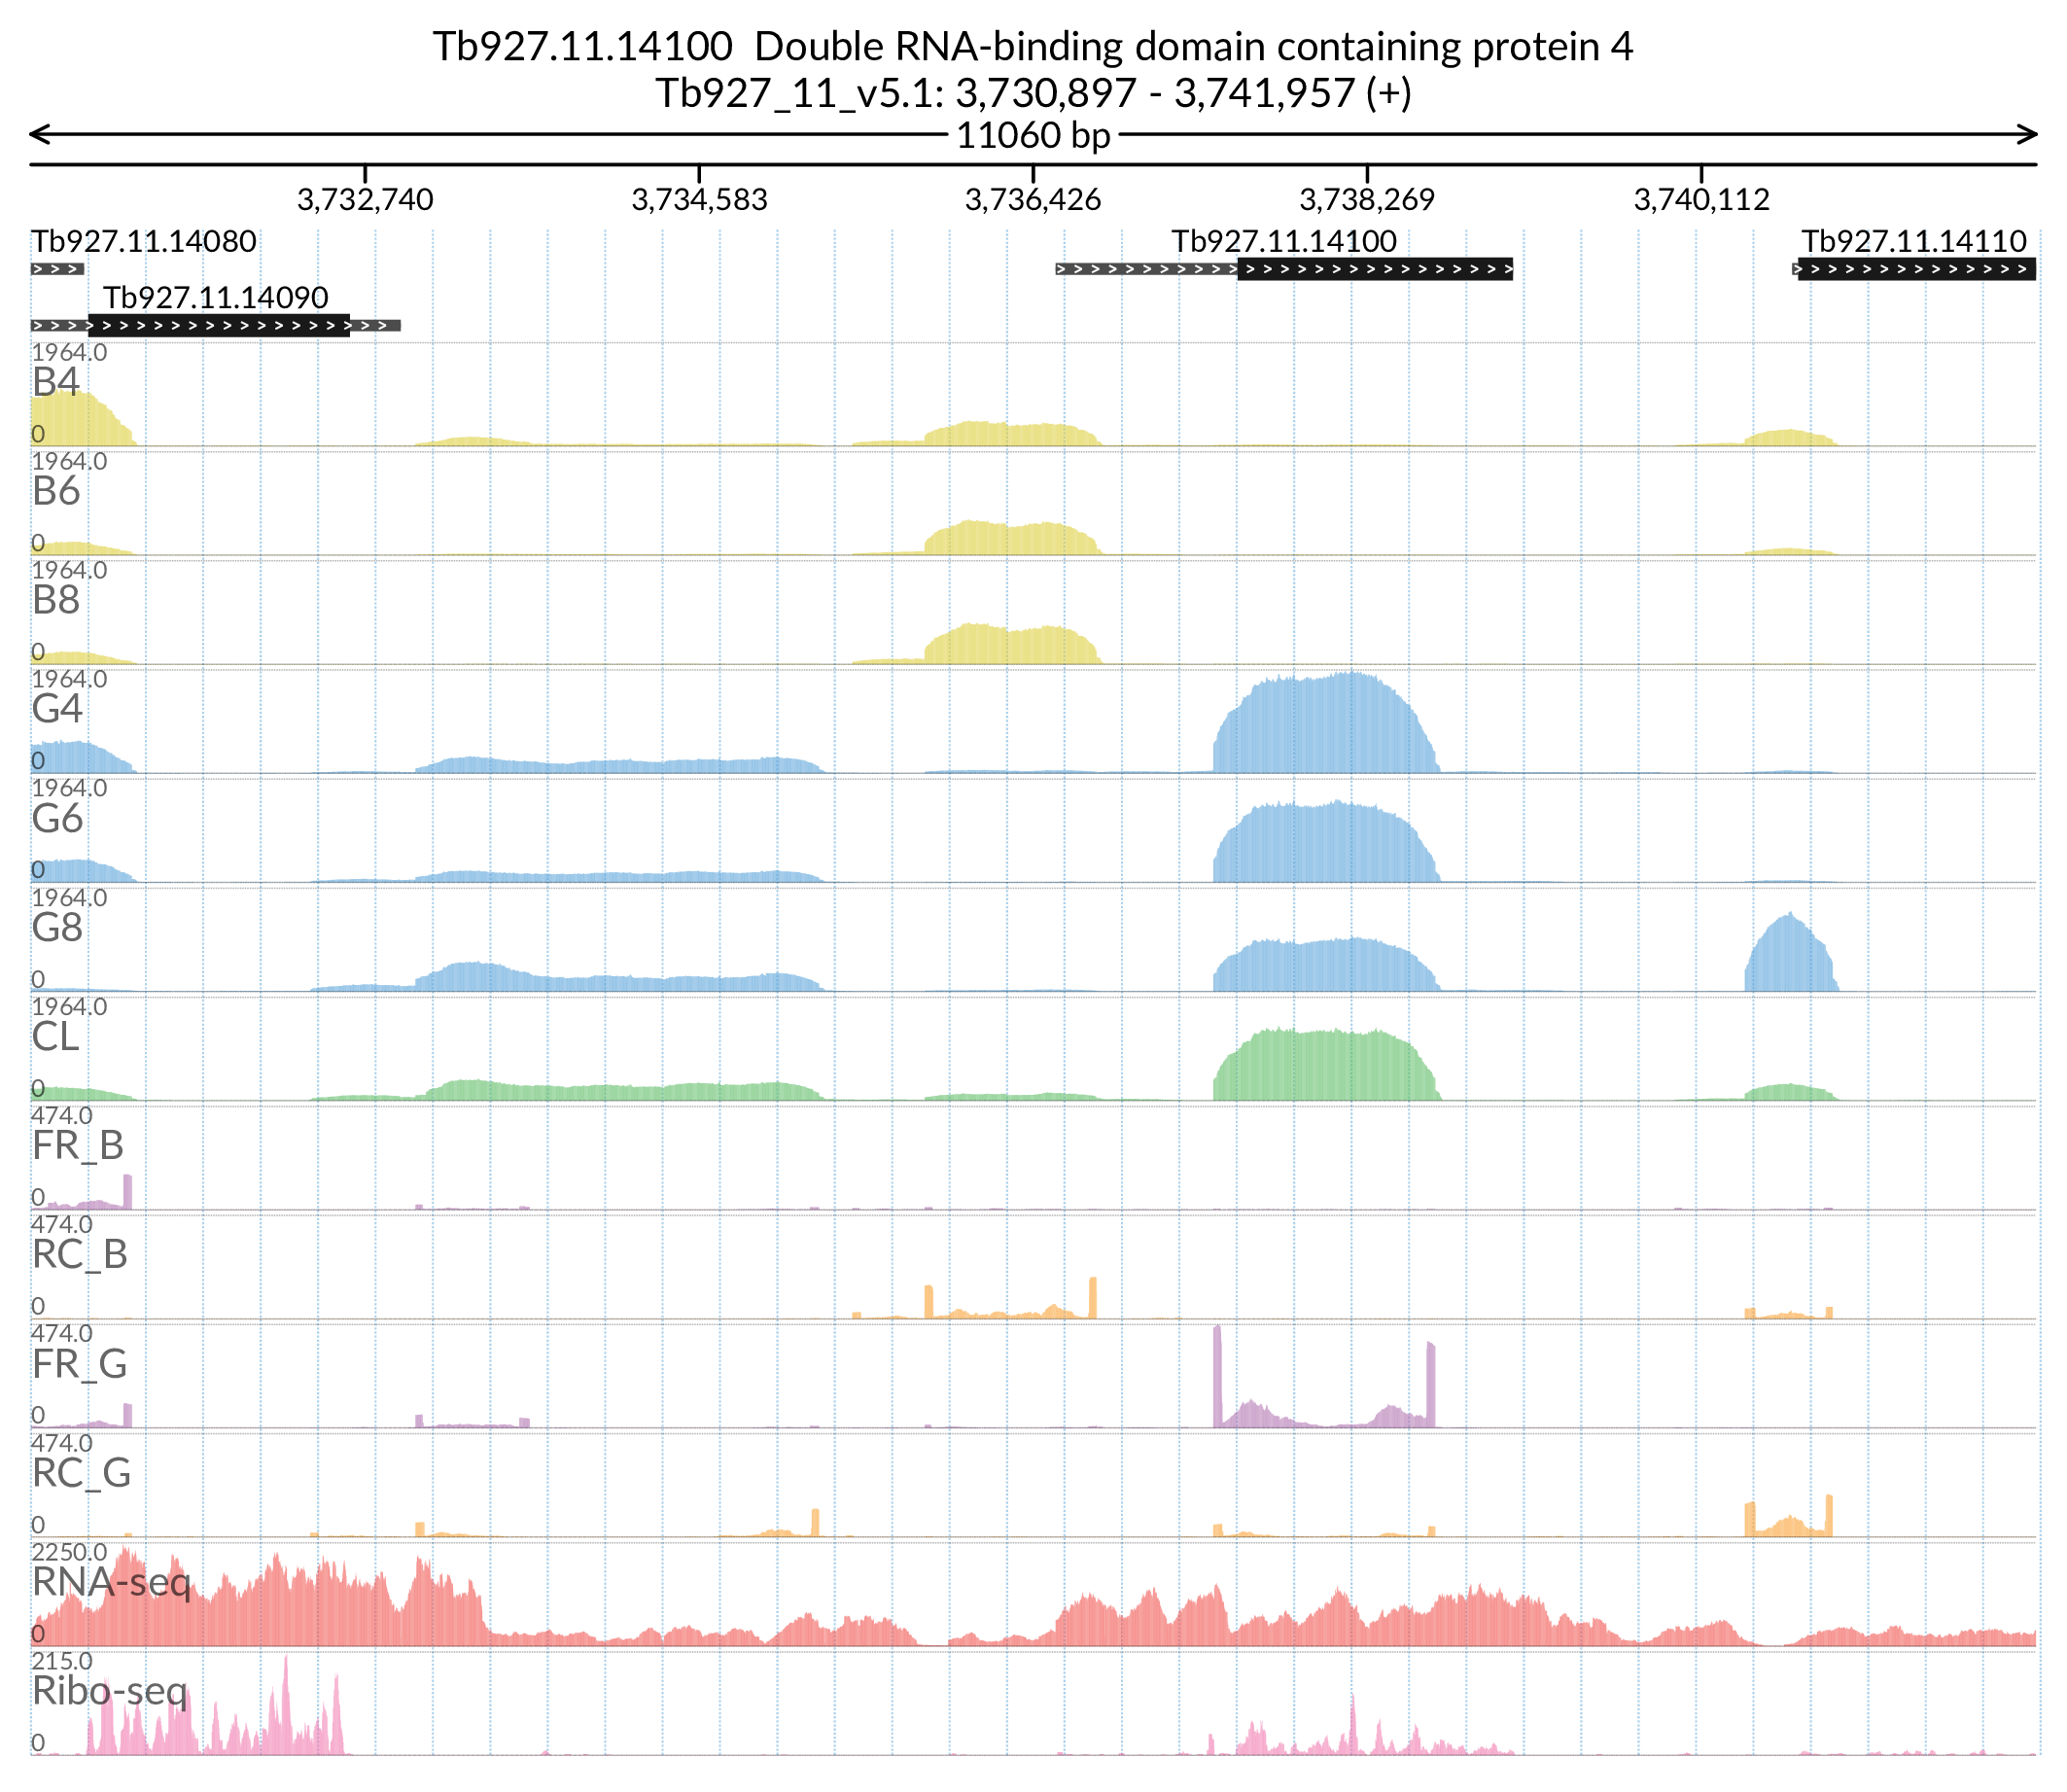 Tb927.11.14100  Double RNA-binding domain containing protein 4
Tb927_11_v5.1: 3,730,897 - 3,741,957 (+)
11060 bp
3,732,740 3,734,583 3,736,426 3,738,269 3,740,112
Tb927.11.14080 Tb927.11.14100 Tb927.11.14110
Tb927.11.14090
1964.0
B4
0
1964.0
B6
0
1964.0
B8
0
1964.0
G4
0
1964.0
G6
0
1964.0
G8
0
1964.0
CL
0
474.0
FR_B
0
474.0
RC_B
0
474.0
FR_G
0
474.0
RC_G
0
2250.0
RNA-seq
0
215.0
Ribo-seq
0